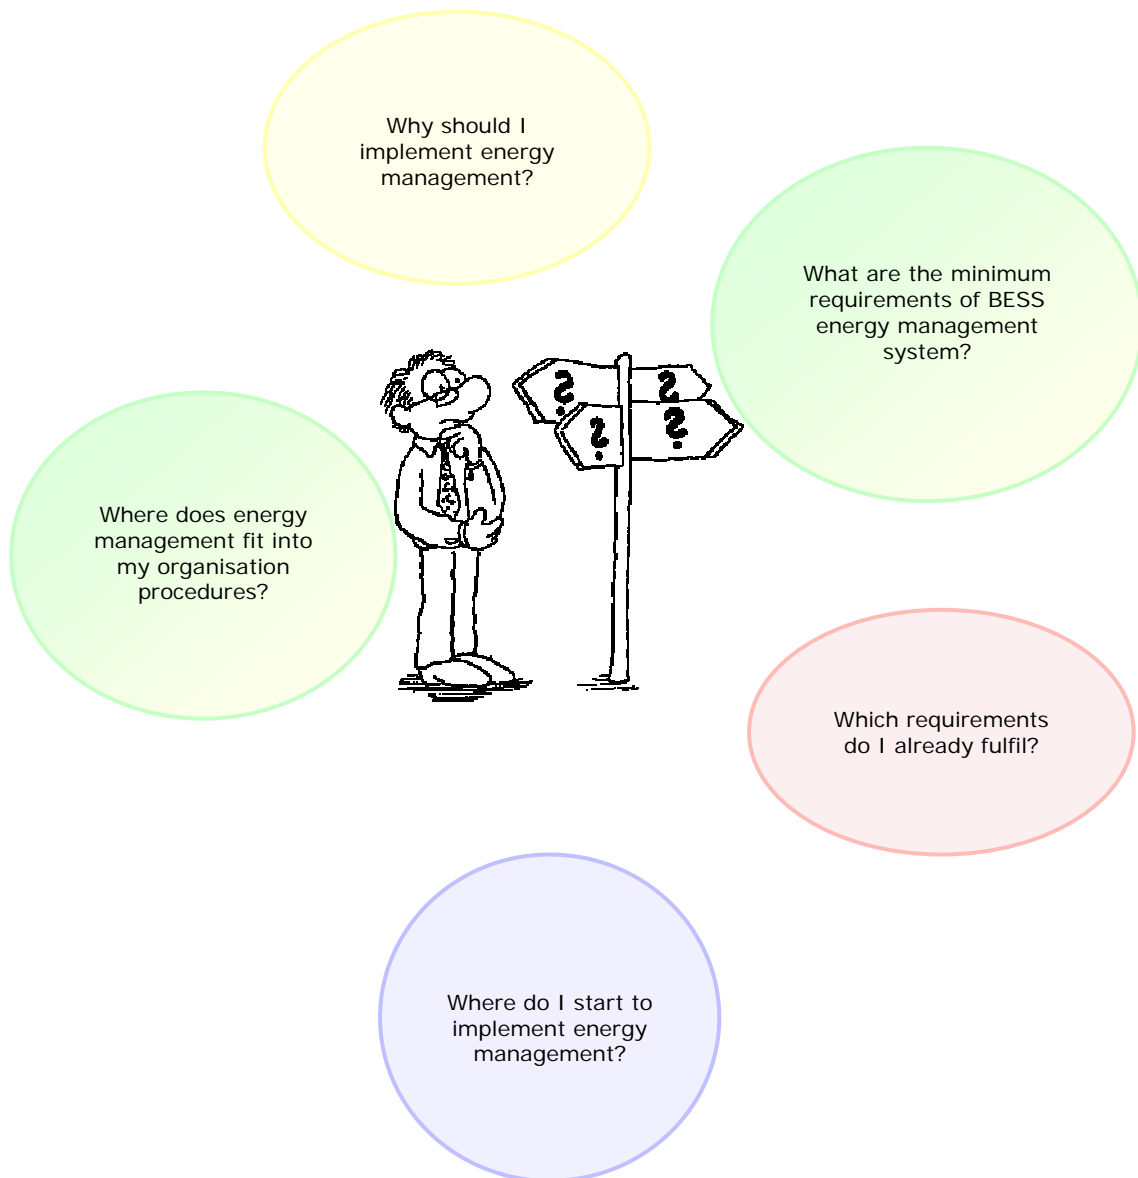 Why should I
implement energy
management?
What are the minimum
requirements of BESS
energy management
system?
? ?
? ?
Where does energy
management fit into
my organisation
procedures?
Which requirements
do I already fulfil?
Where do I start to
implement energy
management?